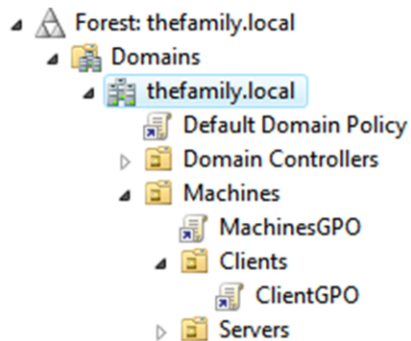 Forest: thefamily.local
Domains
thefamily.local
Default Domain Policy
Domain Controllers
Machines
MachinesGPO
Clients
ClientGPO
Servers